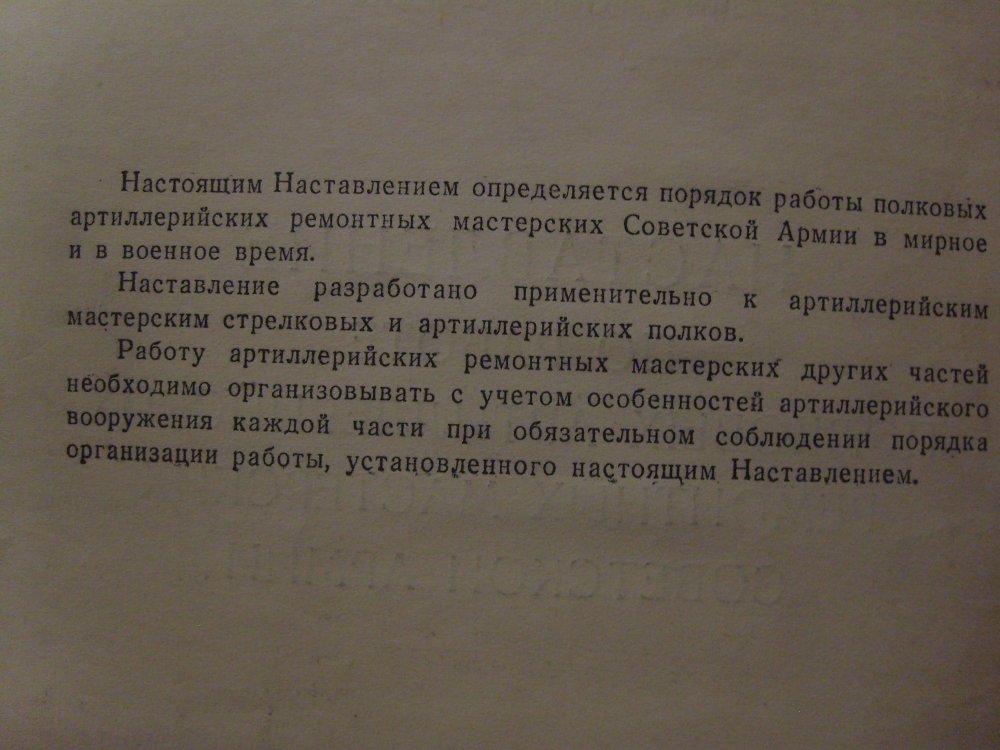 Настоящим Наставлением определяется порядок работы полковых
артиллерийских ремонтных мастерских Советской Армии в мирное
и в военное время.
Наставление разработано применительно к артиллерийским
мастерским стрелковых и артиллерийских полков.
Работу артиллерийских ремонтных мастерских других частей
необходимо организовывать с учетом особенностей артиллерийского
вооружения каждой части при обязательном соблюдении порядка
организации работы, установленного настоящим Наставлением.